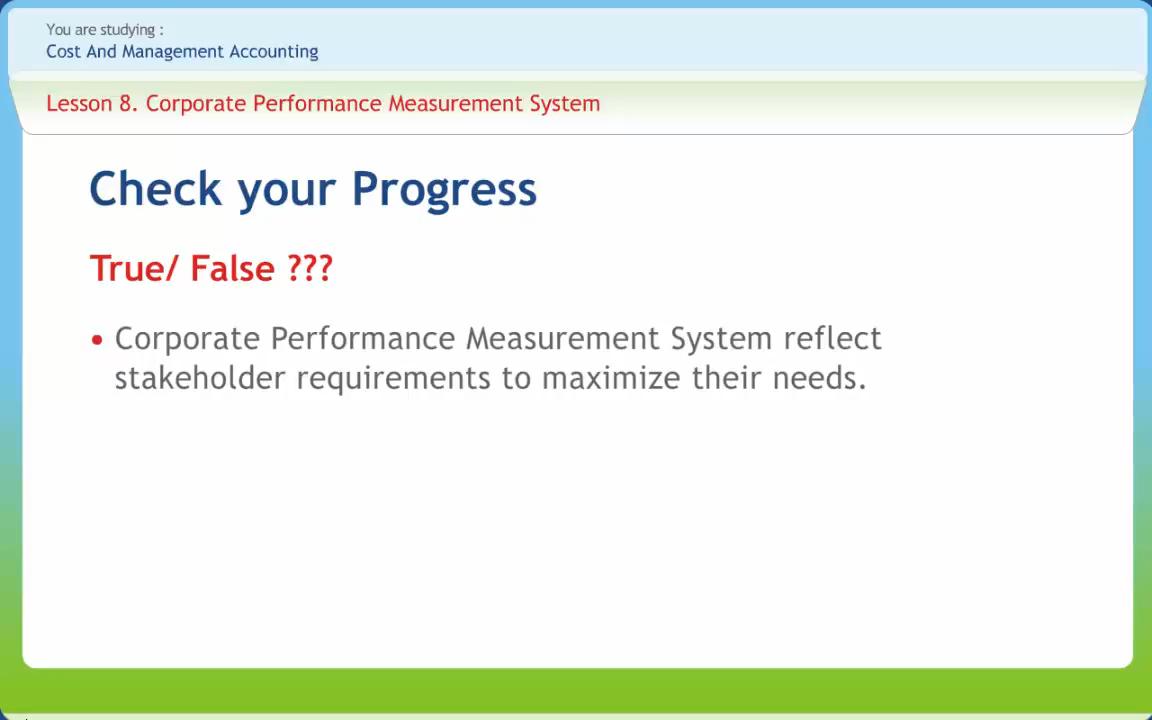 You are studying :
Cost And Management Accounting
Lesson 8. Corporate Performance Measurement System
Check your Progress
True/ False ???
• Corporate Performance Measurement System reflect
stakeholder requirements to maximize their needs.